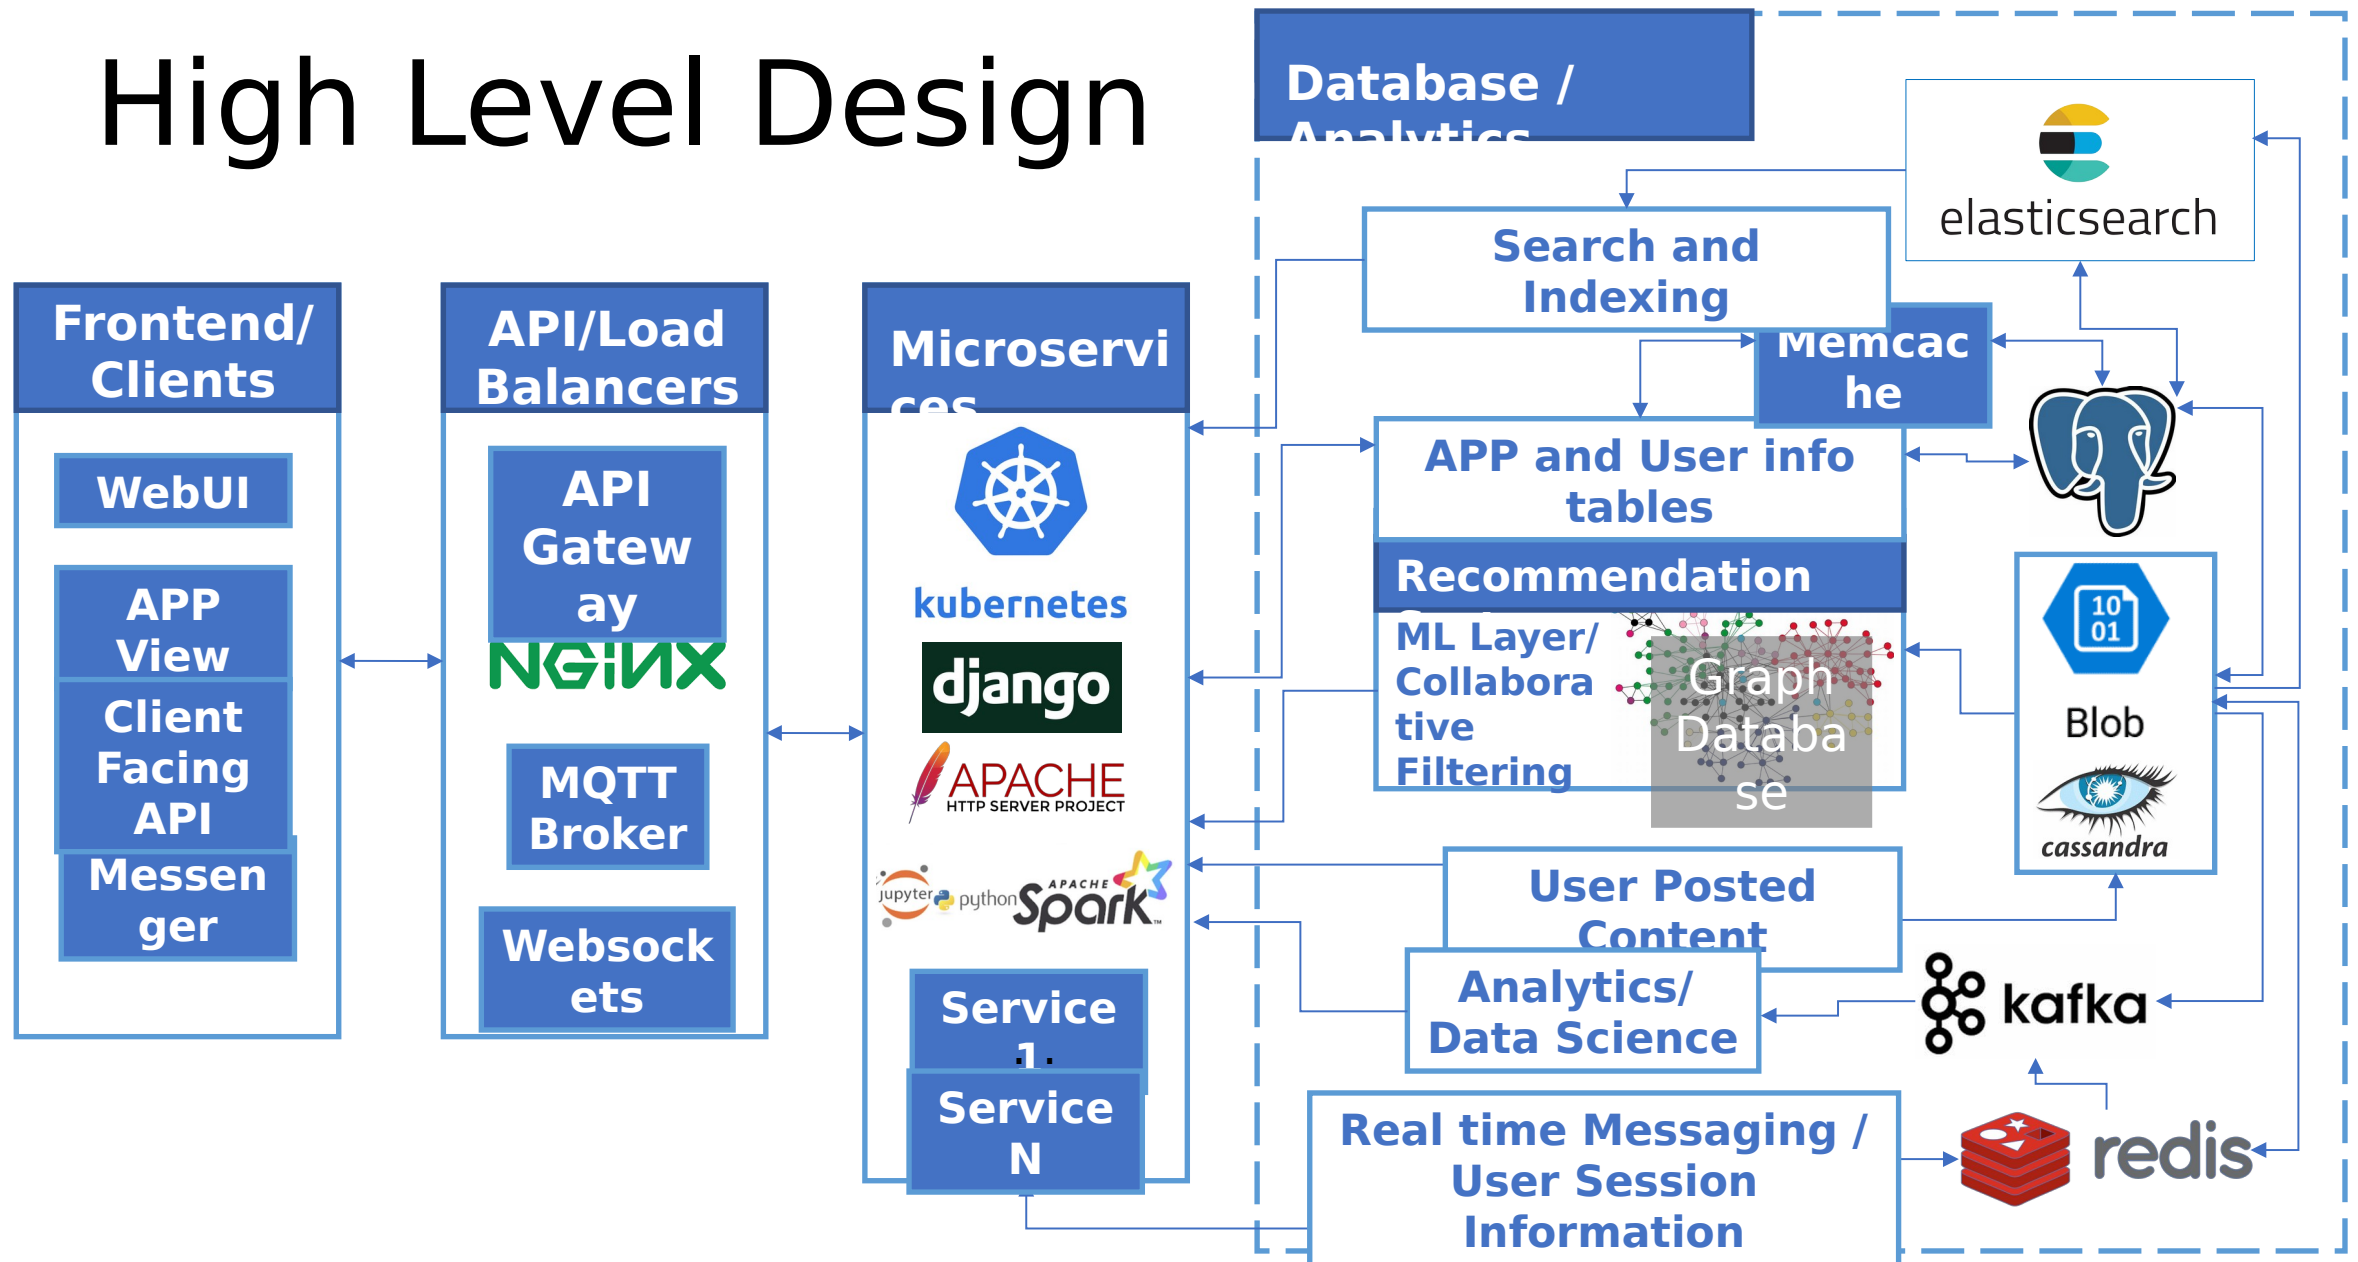 High Level Design
Database /
Analytics
elasticsearch
Search and
Indexing
Frontend/
Clients
API/Load
Balancers
Microservi
ces
Memcac
he
WebUI
API
Gatew
ay
NGiNX
APP
View
Client
Facing
API
Messen
ger
MQTT
Broker
Websock
ets
kubernetes
django
APACHE
HTTP SERVER PROJECT
jupyter
python
APACHE
Spark™
Service
1
. .
Service
N
APP and User info
tables
Recommendation
ML Layer/
Collabora
tive
Filtering
Graph
Databa
se
10
01
Blob
cassandra
User Posted
Content
Analytics/
Data Science
kafka
Real time Messaging /
User Session
Information
redis